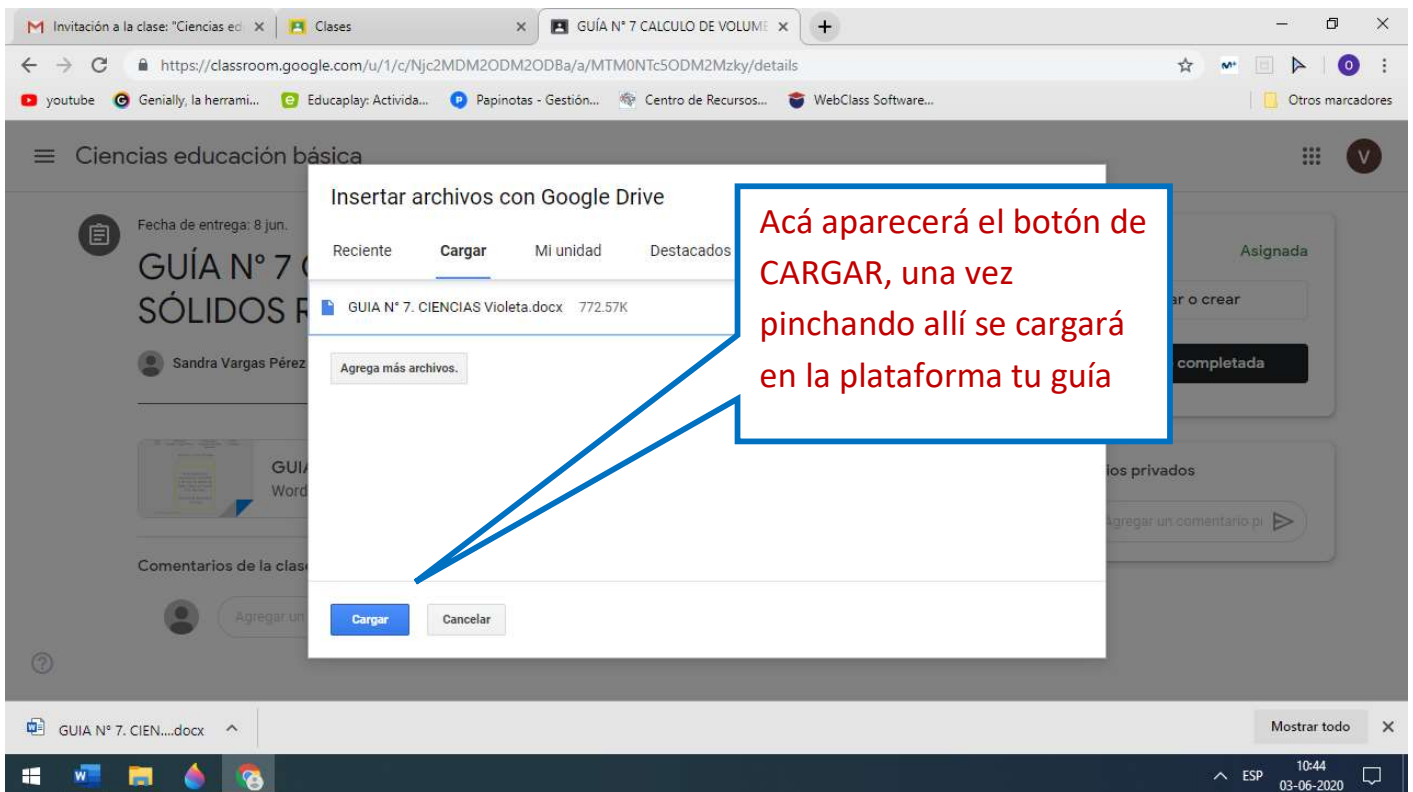 Invitación a la clase: "Ciencias ed
Clases
GUÍA N° 7 CALCULO DE VOLUME
https://classroom.google.com/u/1/c/Njc2MDM2ODM2ODBa/a/MTM0NTc5ODM2Mzky/details
youtube
Genially, la herrami...
Educaplay: Activida...
Papinotas - Gestión...
Centro de Recursos...
WebClass Software...
Otros marcadores
Ciencias educación básica
V
Fecha de entrega: 8 jun.
GUÍA N° 7
SÓLIDOS R
Sandra Vargas Pérez
Insertar archivos con Google Drive
Reciente
Cargar
Mi unidad
Destacados
GUIA N° 7. CIENCIAS Violeta.docx 772.57K
Agrega más archivos.
Acá aparecerá el botón de
CARGAR, una vez
pinchando allí se cargará
en la plataforma tu guía
Asignada
ar o crear
completada
GUIA
Word
ios privados
Agregar un comentario pi
Comentarios de la clase
Agregar un
Cargar
Cancelar
GUIA N° 7. CIEN....docx
Mostrar todo
ESP
10:44
03-06-2020